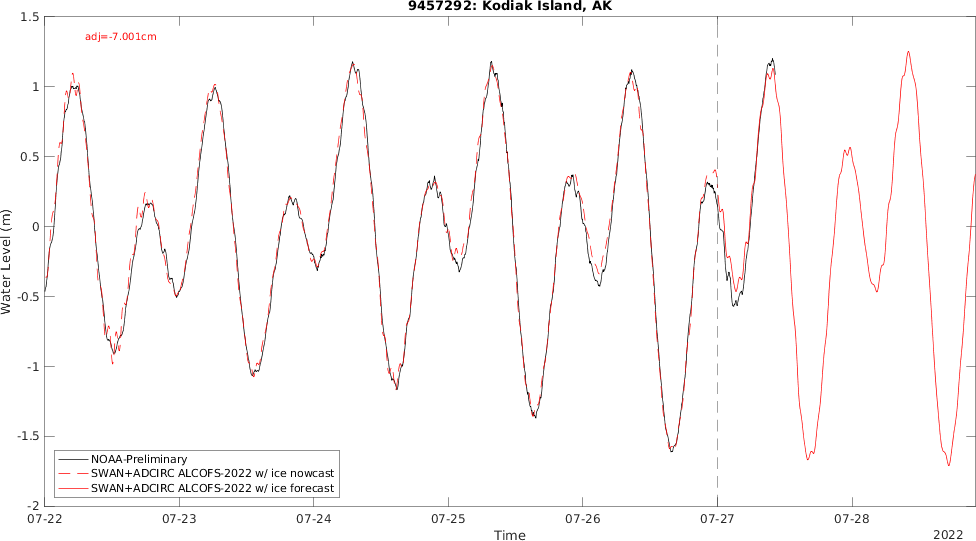 9457292: Kodiak Island, AK
adj=-7.001cm
1.5
1
0.5
0
-0.5
-1
-1.5
-2
Water Level (m)
NOAA-Preliminary
SWAN+ADCIRC ALCOFS-2022 w/ ice nowcast
SWAN+ADCIRC ALCOFS-2022 w/ ice forecast
07-22 07-23 07-24 07-25 07-26 07-27 07-28
Time
2022